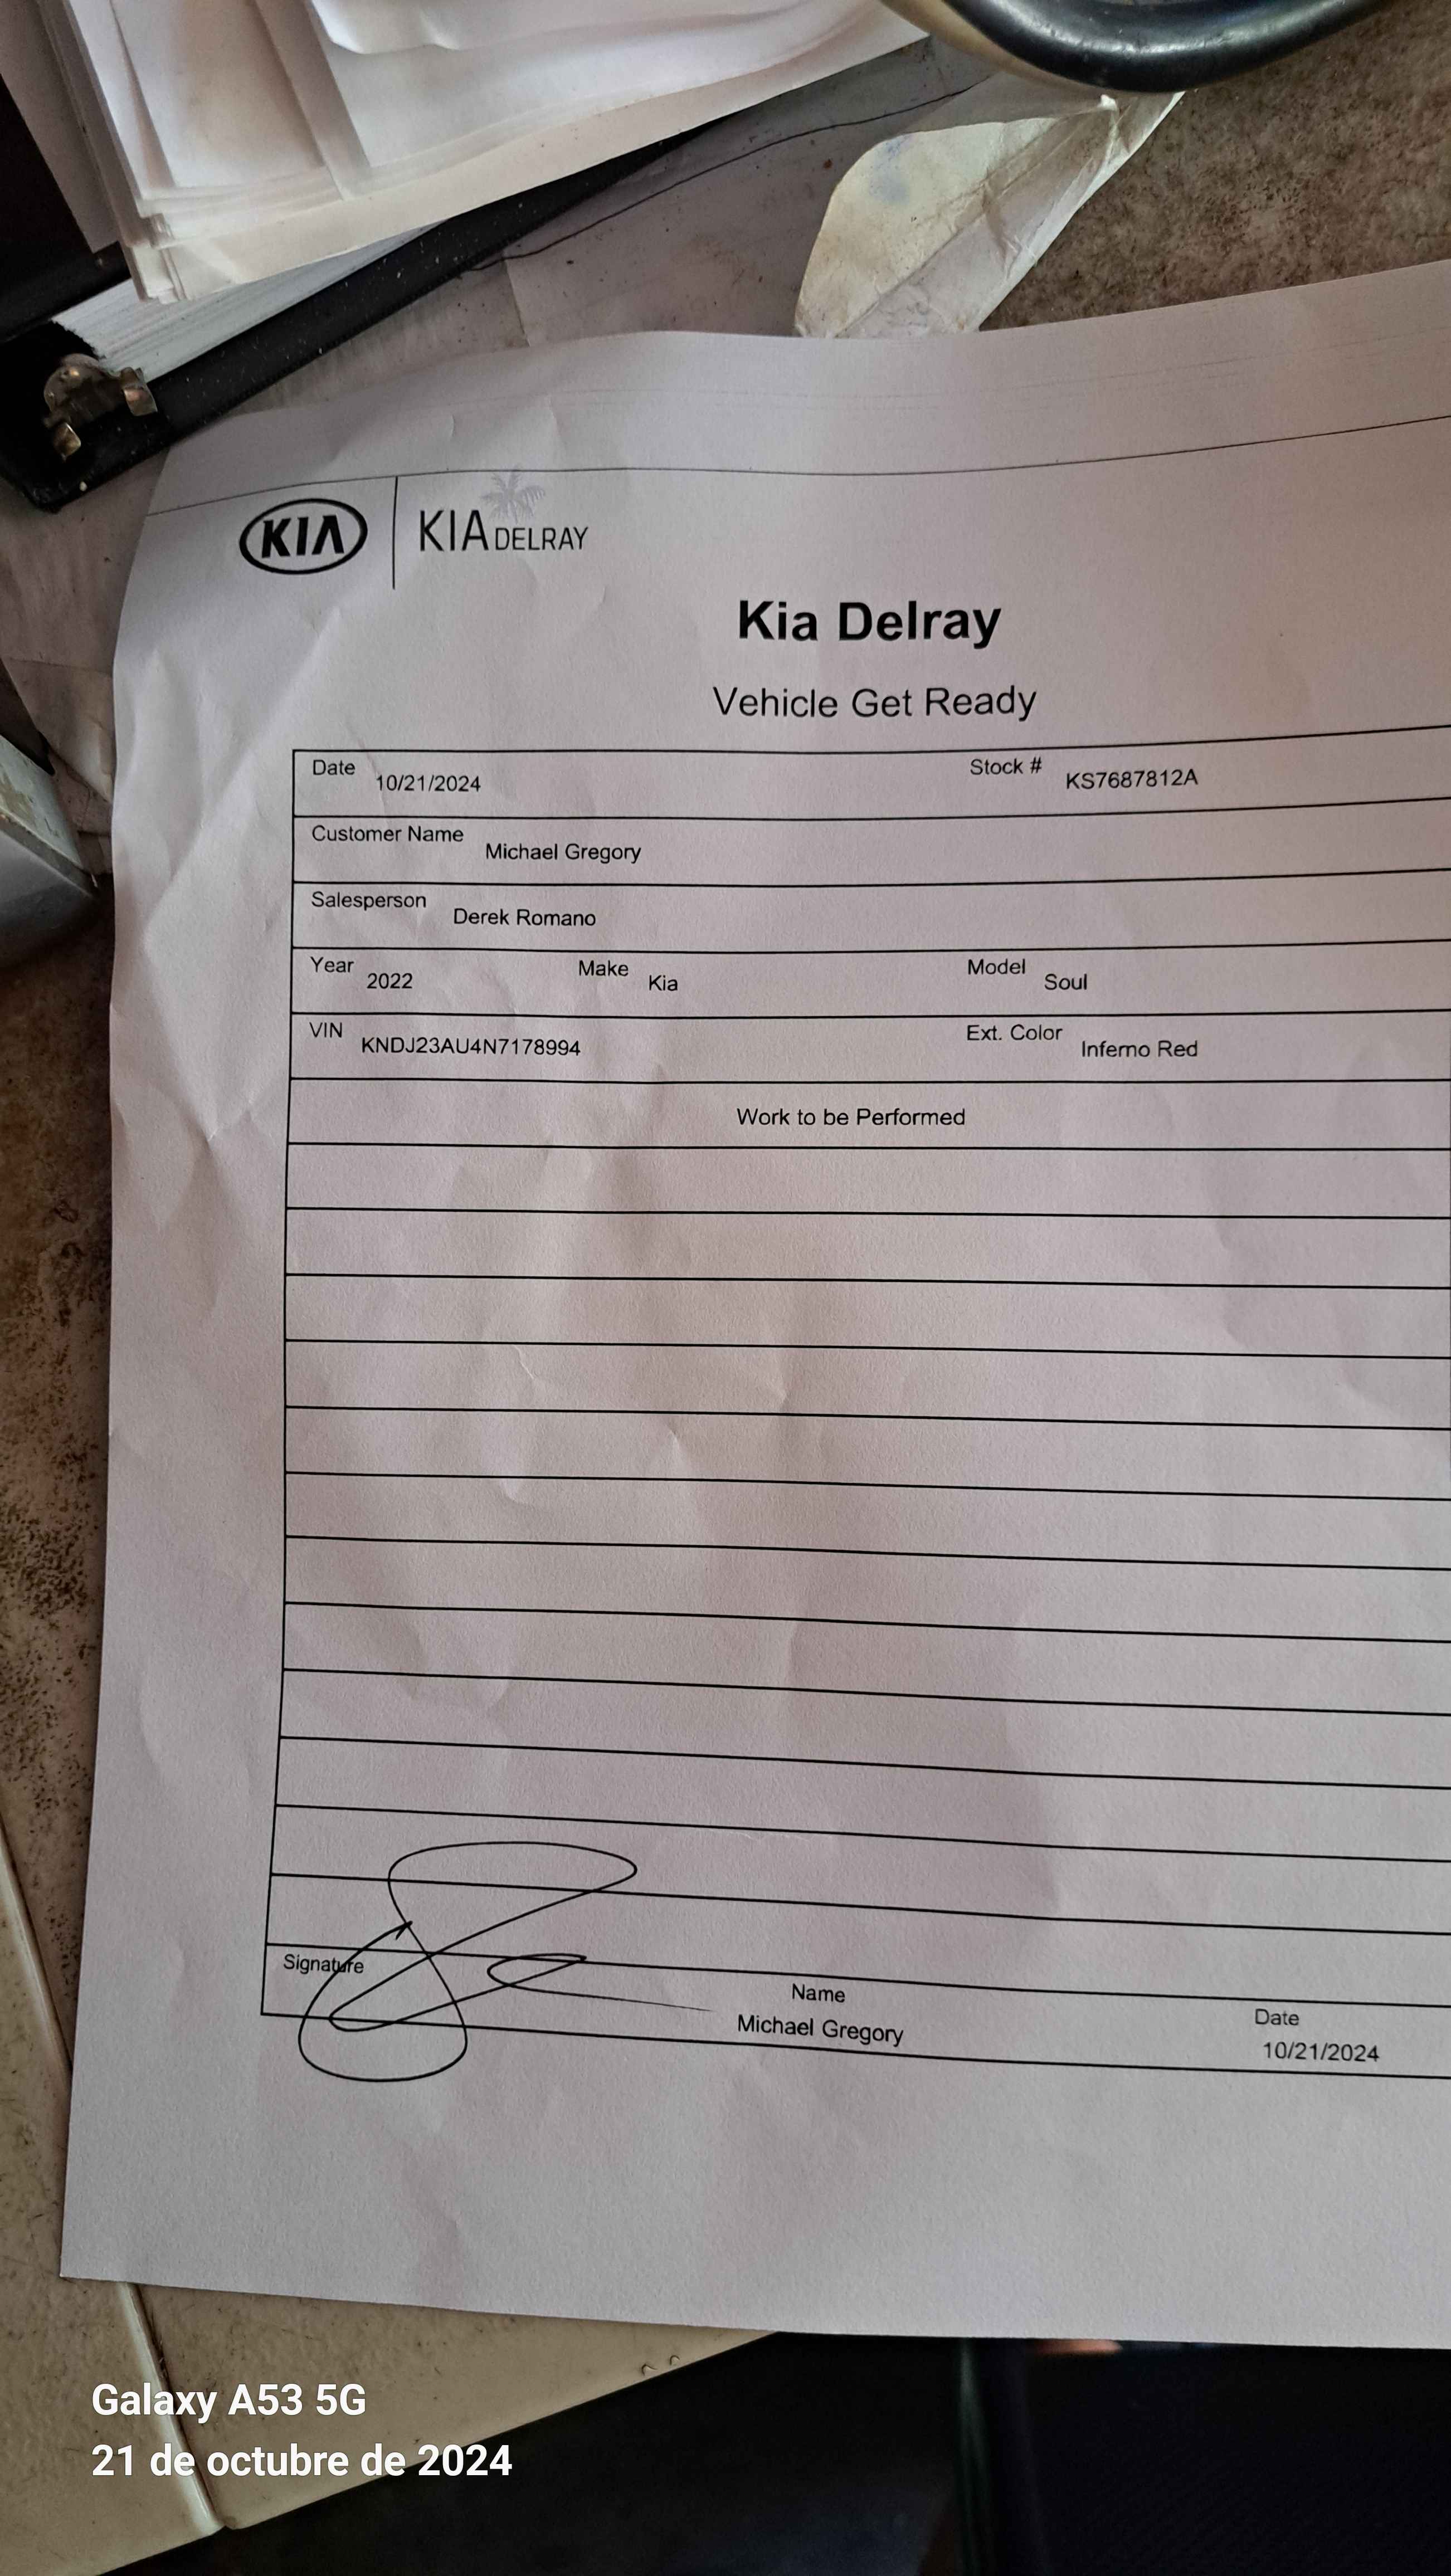 KIA KIA DELRAY
Kia Delray
Vehicle Get Ready
Date 10/21/2024 Stock # KS7687812A
Customer Name Michael Gregory
Salesperson Derek Romano
Year 2022 Make Kia Model Soul
VIN KNDJ23AU4N7178994 Ext. Color Inferno Red
Work to be Performed
Signature Name Date
Michael Gregory 10/21/2024
Galaxy A53 5G
21 de octubre de 2024